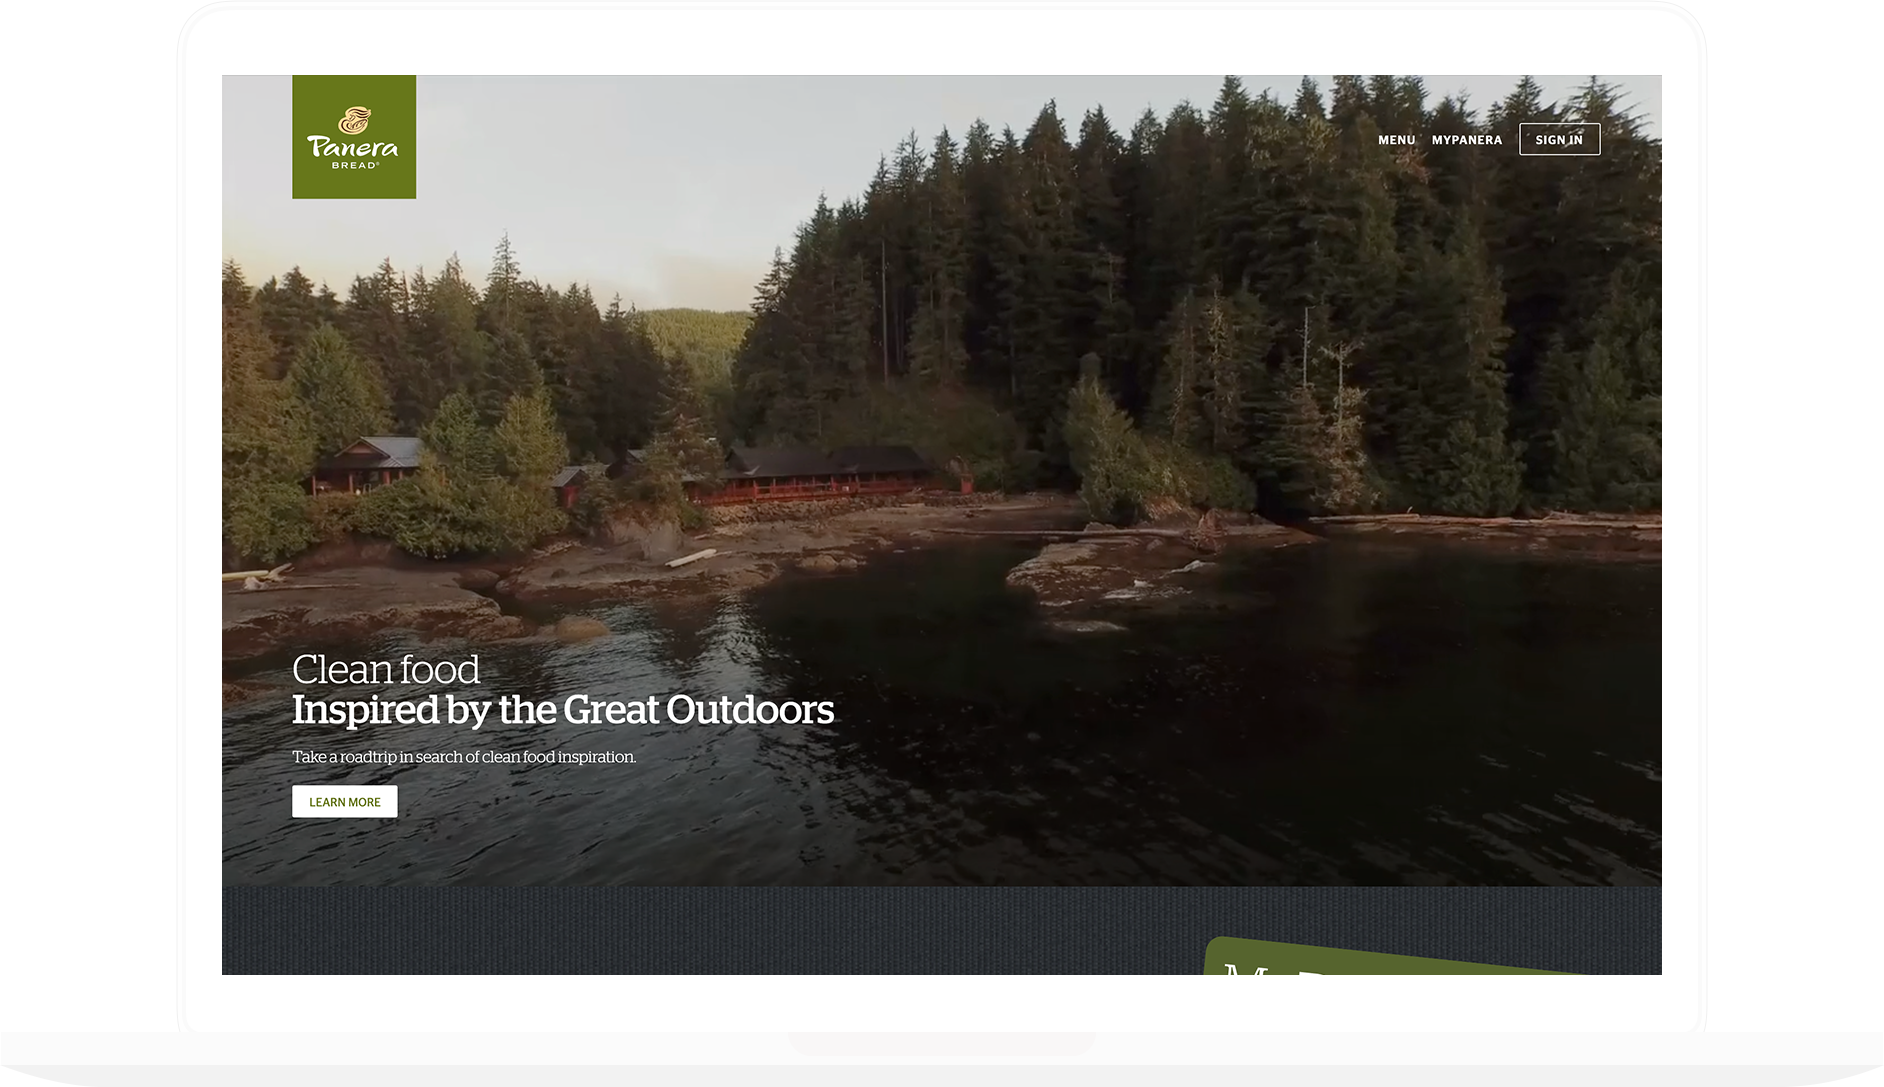 Panera
BREAD®
MENU MYPANERA SIGN IN
Clean food
Inspired by the Great Outdoors
Take a roadtrip in search of clean food inspiration.
LEARN MORE